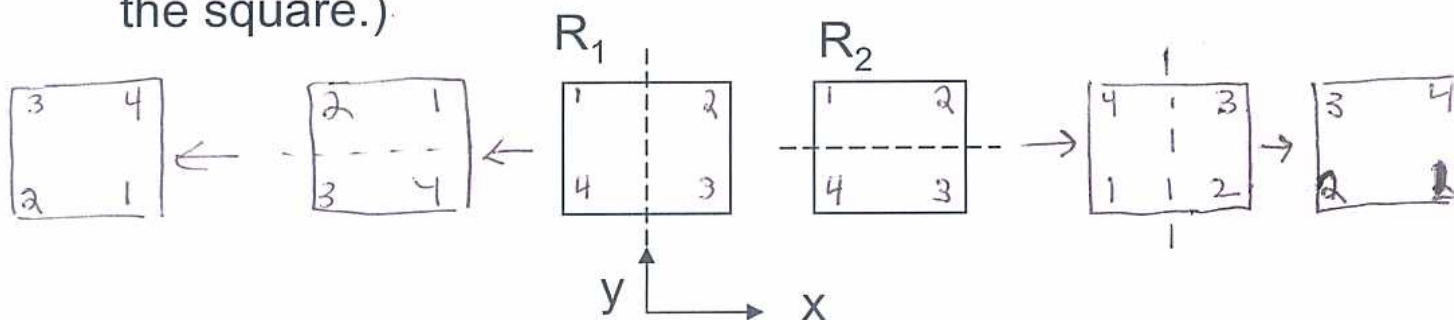 the square.)
R₁ R₂
3 4 2 1 1 2 1 2 4 3 3 4
2 1 3 4 4 3 4 3 1 2 2 1
y x